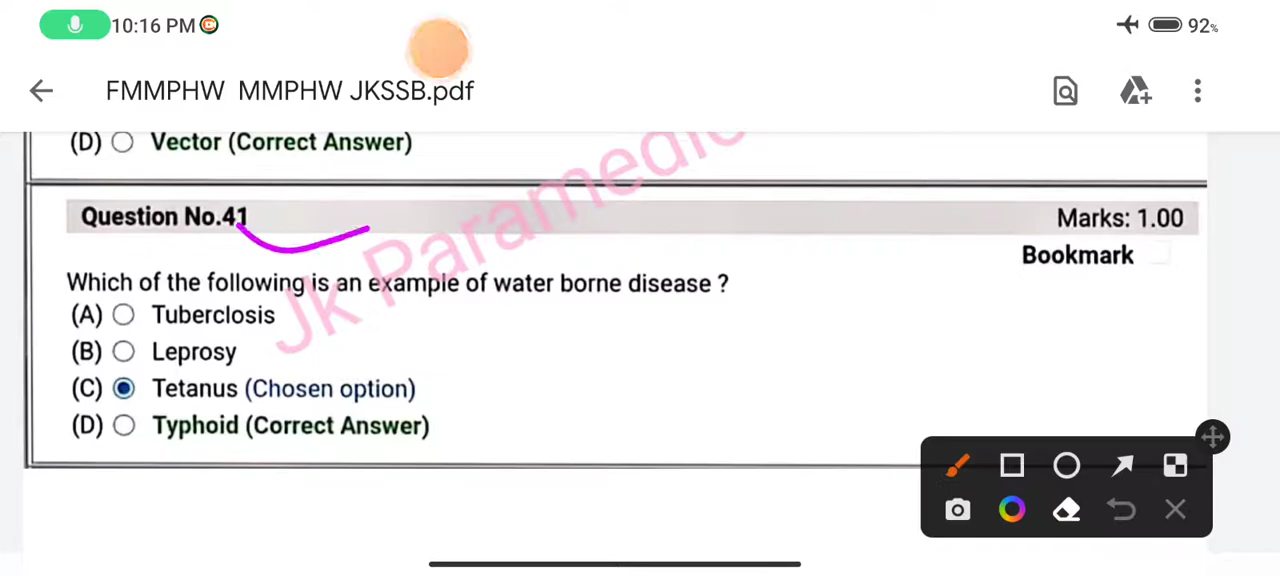 10:16 PM
92%
FMMPHW MMPHW JKSSB.pdf
(D) Vector (Correct Answer)
Question No.41
Marks: 1.00
Bookmark
Which of the following is an example of water borne disease ?
(A) Tuberclosis
(B) Leprosy
(C) Tetanus (Chosen option)
(D) Typhoid (Correct Answer)
Jk Paramedic